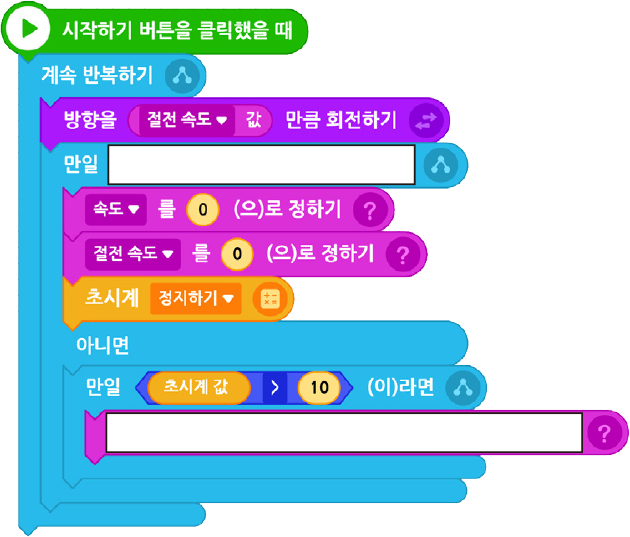 시작하기 버튼을 클릭했을 때
계속 반복하기
방향을 절전 속도 값 만큼 회전하기
만일
속도 를 0 (으)로 정하기 ?
절전 속도 를 0 (으)로 정하기 ?
초시계 정지하기
아니면
만일 초시계 값 > 10 (이)라면
?